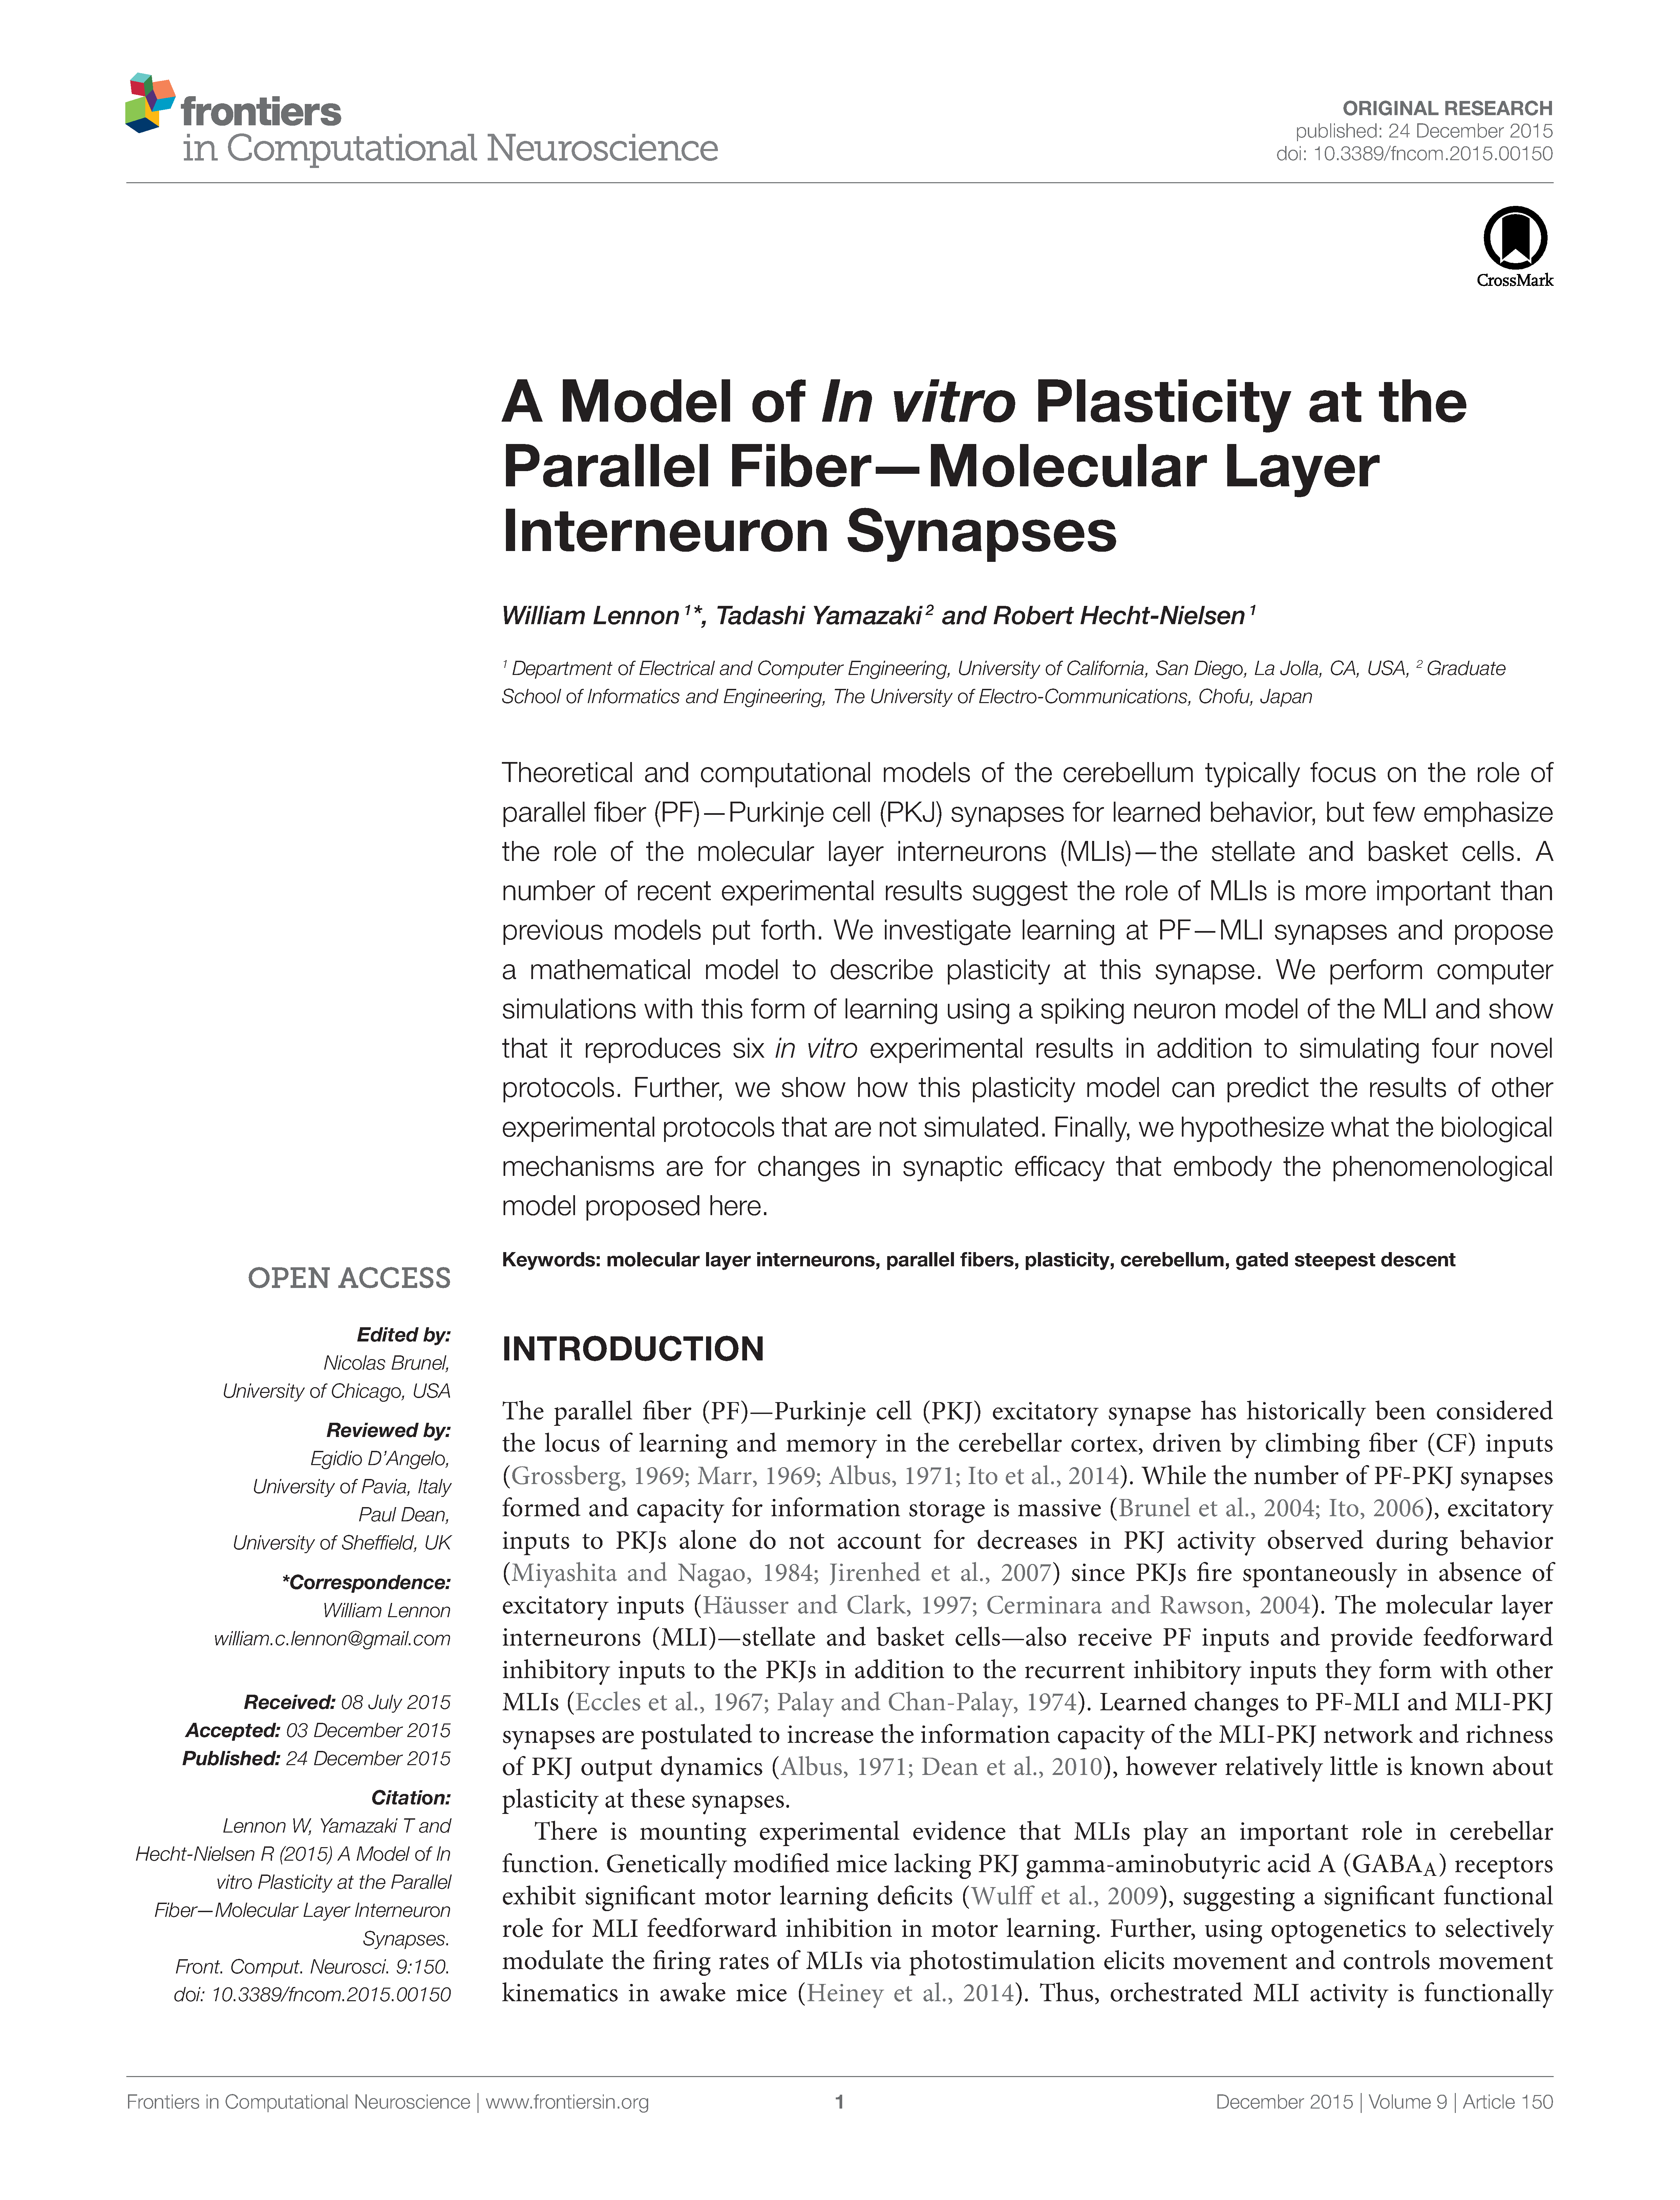 frontiers
in Computational Neuroscience
ORIGINAL RESEARCH
published: 24 December 2015
doi: 10.3389/fncom.2015.00150
CrossMark
A Model of In vitro Plasticity at the
Parallel Fiber—Molecular Layer
Interneuron Synapses
William Lennon 1*, Tadashi Yamazaki 2 and Robert Hecht-Nielsen 1
1 Department of Electrical and Computer Engineering, University of California, San Diego, La Jolla, CA, USA, 2 Graduate
School of Informatics and Engineering, The University of Electro-Communications, Chofu, Japan
Theoretical and computational models of the cerebellum typically focus on the role of
parallel fiber (PF)—Purkinje cell (PKJ) synapses for learned behavior, but few emphasize
the role of the molecular layer interneurons (MLIs)—the stellate and basket cells. A
number of recent experimental results suggest the role of MLIs is more important than
previous models put forth. We investigate learning at PF—MLI synapses and propose
a mathematical model to describe plasticity at this synapse. We perform computer
simulations with this form of learning using a spiking neuron model of the MLI and show
that it reproduces six in vitro experimental results in addition to simulating four novel
protocols. Further, we show how this plasticity model can predict the results of other
experimental protocols that are not simulated. Finally, we hypothesize what the biological
mechanisms are for changes in synaptic efficacy that embody the phenomenological
model proposed here.
Keywords: molecular layer interneurons, parallel fibers, plasticity, cerebellum, gated steepest descent
OPEN ACCESS
Edited by:
Nicolas Brunel,
University of Chicago, USA
Reviewed by:
Egidio D'Angelo,
University of Pavia, Italy
Paul Dean,
University of Sheffield, UK
*Correspondence:
William Lennon
william.c.lennon@gmail.com
Received: 08 July 2015
Accepted: 03 December 2015
Published: 24 December 2015
Citation:
Lennon W, Yamazaki T and
Hecht-Nielsen R (2015) A Model of In
vitro Plasticity at the Parallel
Fiber—Molecular Layer Interneuron
Synapses.
Front. Comput. Neurosci. 9:150.
doi: 10.3389/fncom.2015.00150
INTRODUCTION
The parallel fiber (PF)—Purkinje cell (PKJ) excitatory synapse has historically been considered
the locus of learning and memory in the cerebellar cortex, driven by climbing fiber (CF) inputs
(Grossberg, 1969; Marr, 1969; Albus, 1971; Ito et al., 2014). While the number of PF-PKJ synapses
formed and capacity for information storage is massive (Brunel et al., 2004; Ito, 2006), excitatory
inputs to PKJs alone do not account for decreases in PKJ activity observed during behavior
(Miyashita and Nagao, 1984; Jirenhed et al., 2007) since PKJs fire spontaneously in absence of
excitatory inputs (Häusser and Clark, 1997; Cerminara and Rawson, 2004). The molecular layer
interneurons (MLI)—stellate and basket cells—also receive PF inputs and provide feedforward
inhibitory inputs to the PKJs in addition to the recurrent inhibitory inputs they form with other
MLIs (Eccles et al., 1967; Palay and Chan-Palay, 1974). Learned changes to PF-MLI and MLI-PKJ
synapses are postulated to increase the information capacity of the MLI-PKJ network and richness
of PKJ output dynamics (Albus, 1971; Dean et al., 2010), however relatively little is known about
plasticity at these synapses.
There is mounting experimental evidence that MLIs play an important role in cerebellar
function. Genetically modified mice lacking PKJ gamma-aminobutyric acid A (GABAA) receptors
exhibit significant motor learning deficits (Wulff et al., 2009), suggesting a significant functional
role for MLI feedforward inhibition in motor learning. Further, using optogenetics to selectively
modulate the firing rates of MLIs via photostimulation elicits movement and controls movement
kinematics in awake mice (Heiney et al., 2014). Thus, orchestrated MLI activity is functionally
Frontiers in Computational Neuroscience | www.frontiersin.org
1
December 2015 | Volume 9 | Article 150